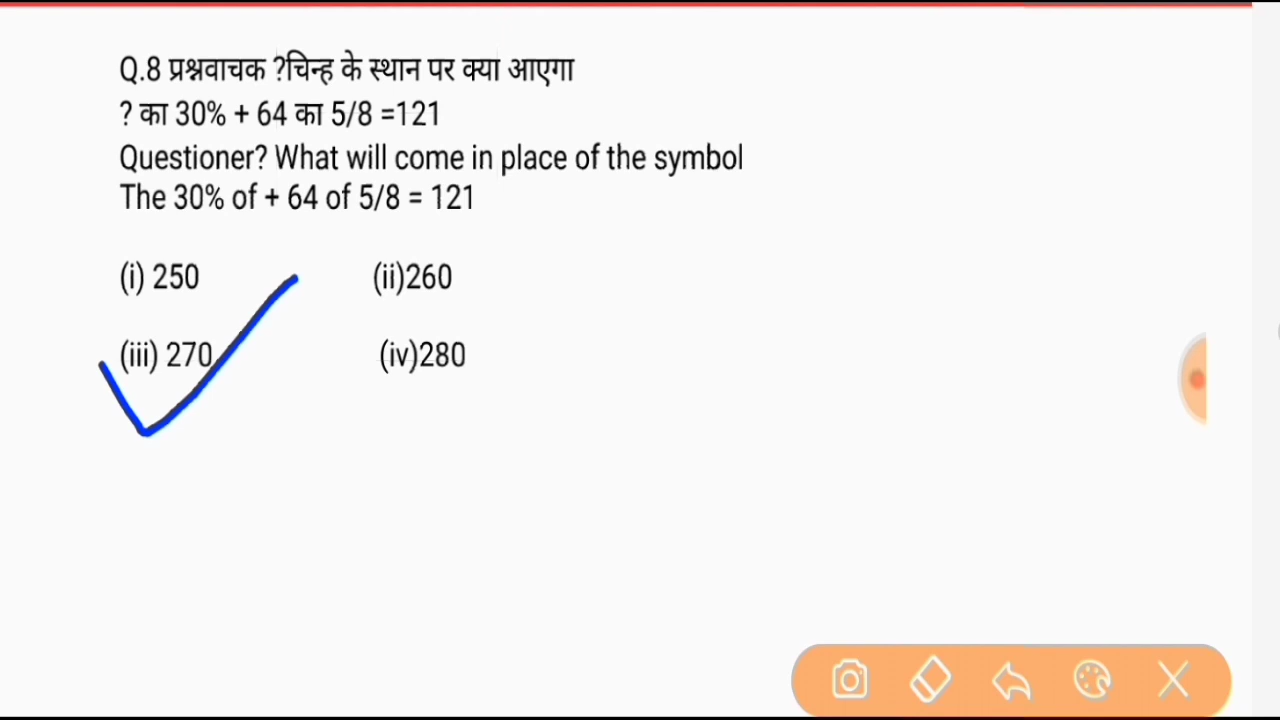 Q.8 प्रश्नवाचक ?चिन्ह के स्थान पर क्या आएगा
? का 30% + 64 का 5/8 =121
Questioner? What will come in place of the symbol
The 30% of + 64 of 5/8 = 121
(i) 250 (ii)260
(iii) 270 (iv)280